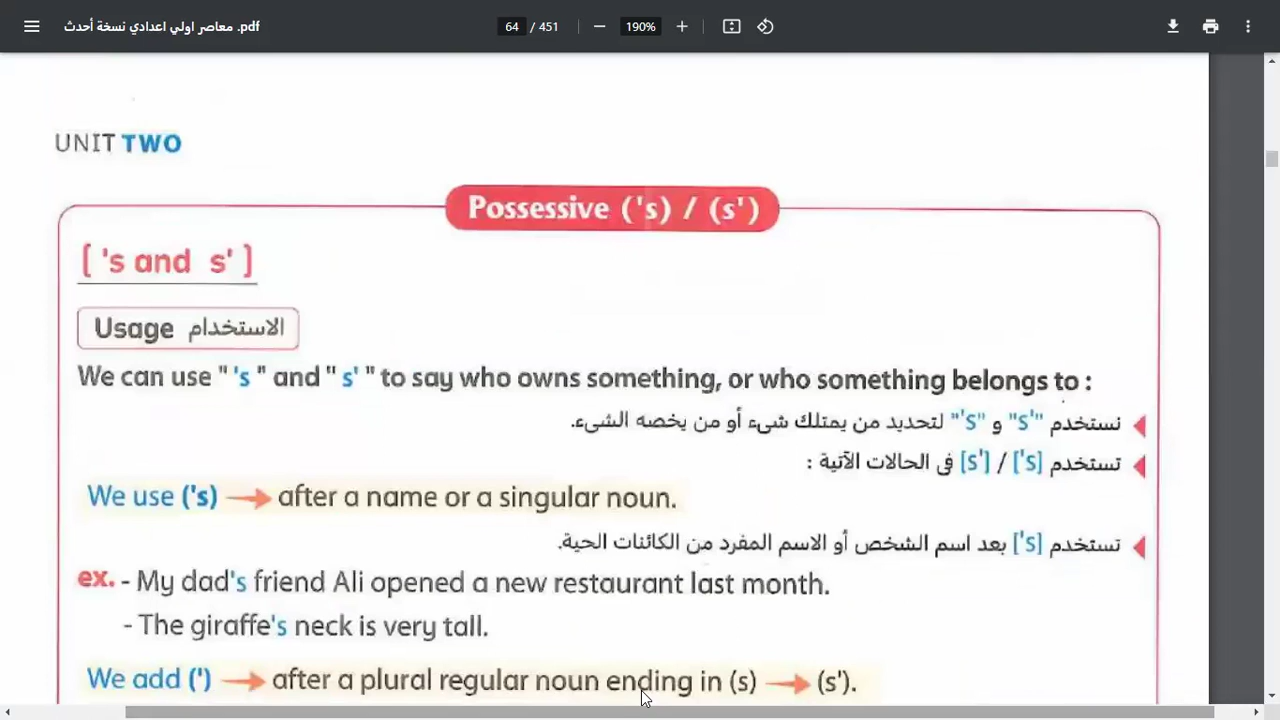 معاصر اولي اعدادي نسخة أحدث .pdf
64 / 451
190%
UNIT TWO
Possessive ('s) / (s')
[ 's and s' ]
Usage الاستخدام
We can use " 's " and " s' " to say who owns something, or who something belongs to :
نستخدم "s'" و "'s" لتحديد من يمتلك شىء أو من يخصه الشىء.
تستخدم ['s] / [s'] فى الحالات الآتية :
We use ('s) → after a name or a singular noun.
تستخدم ['s] بعد اسم الشخص أو الاسم المفرد من الكائنات الحية.
ex. - My dad's friend Ali opened a new restaurant last month.
- The giraffe's neck is very tall.
We add (') → after a plural regular noun ending in (s) → (s').